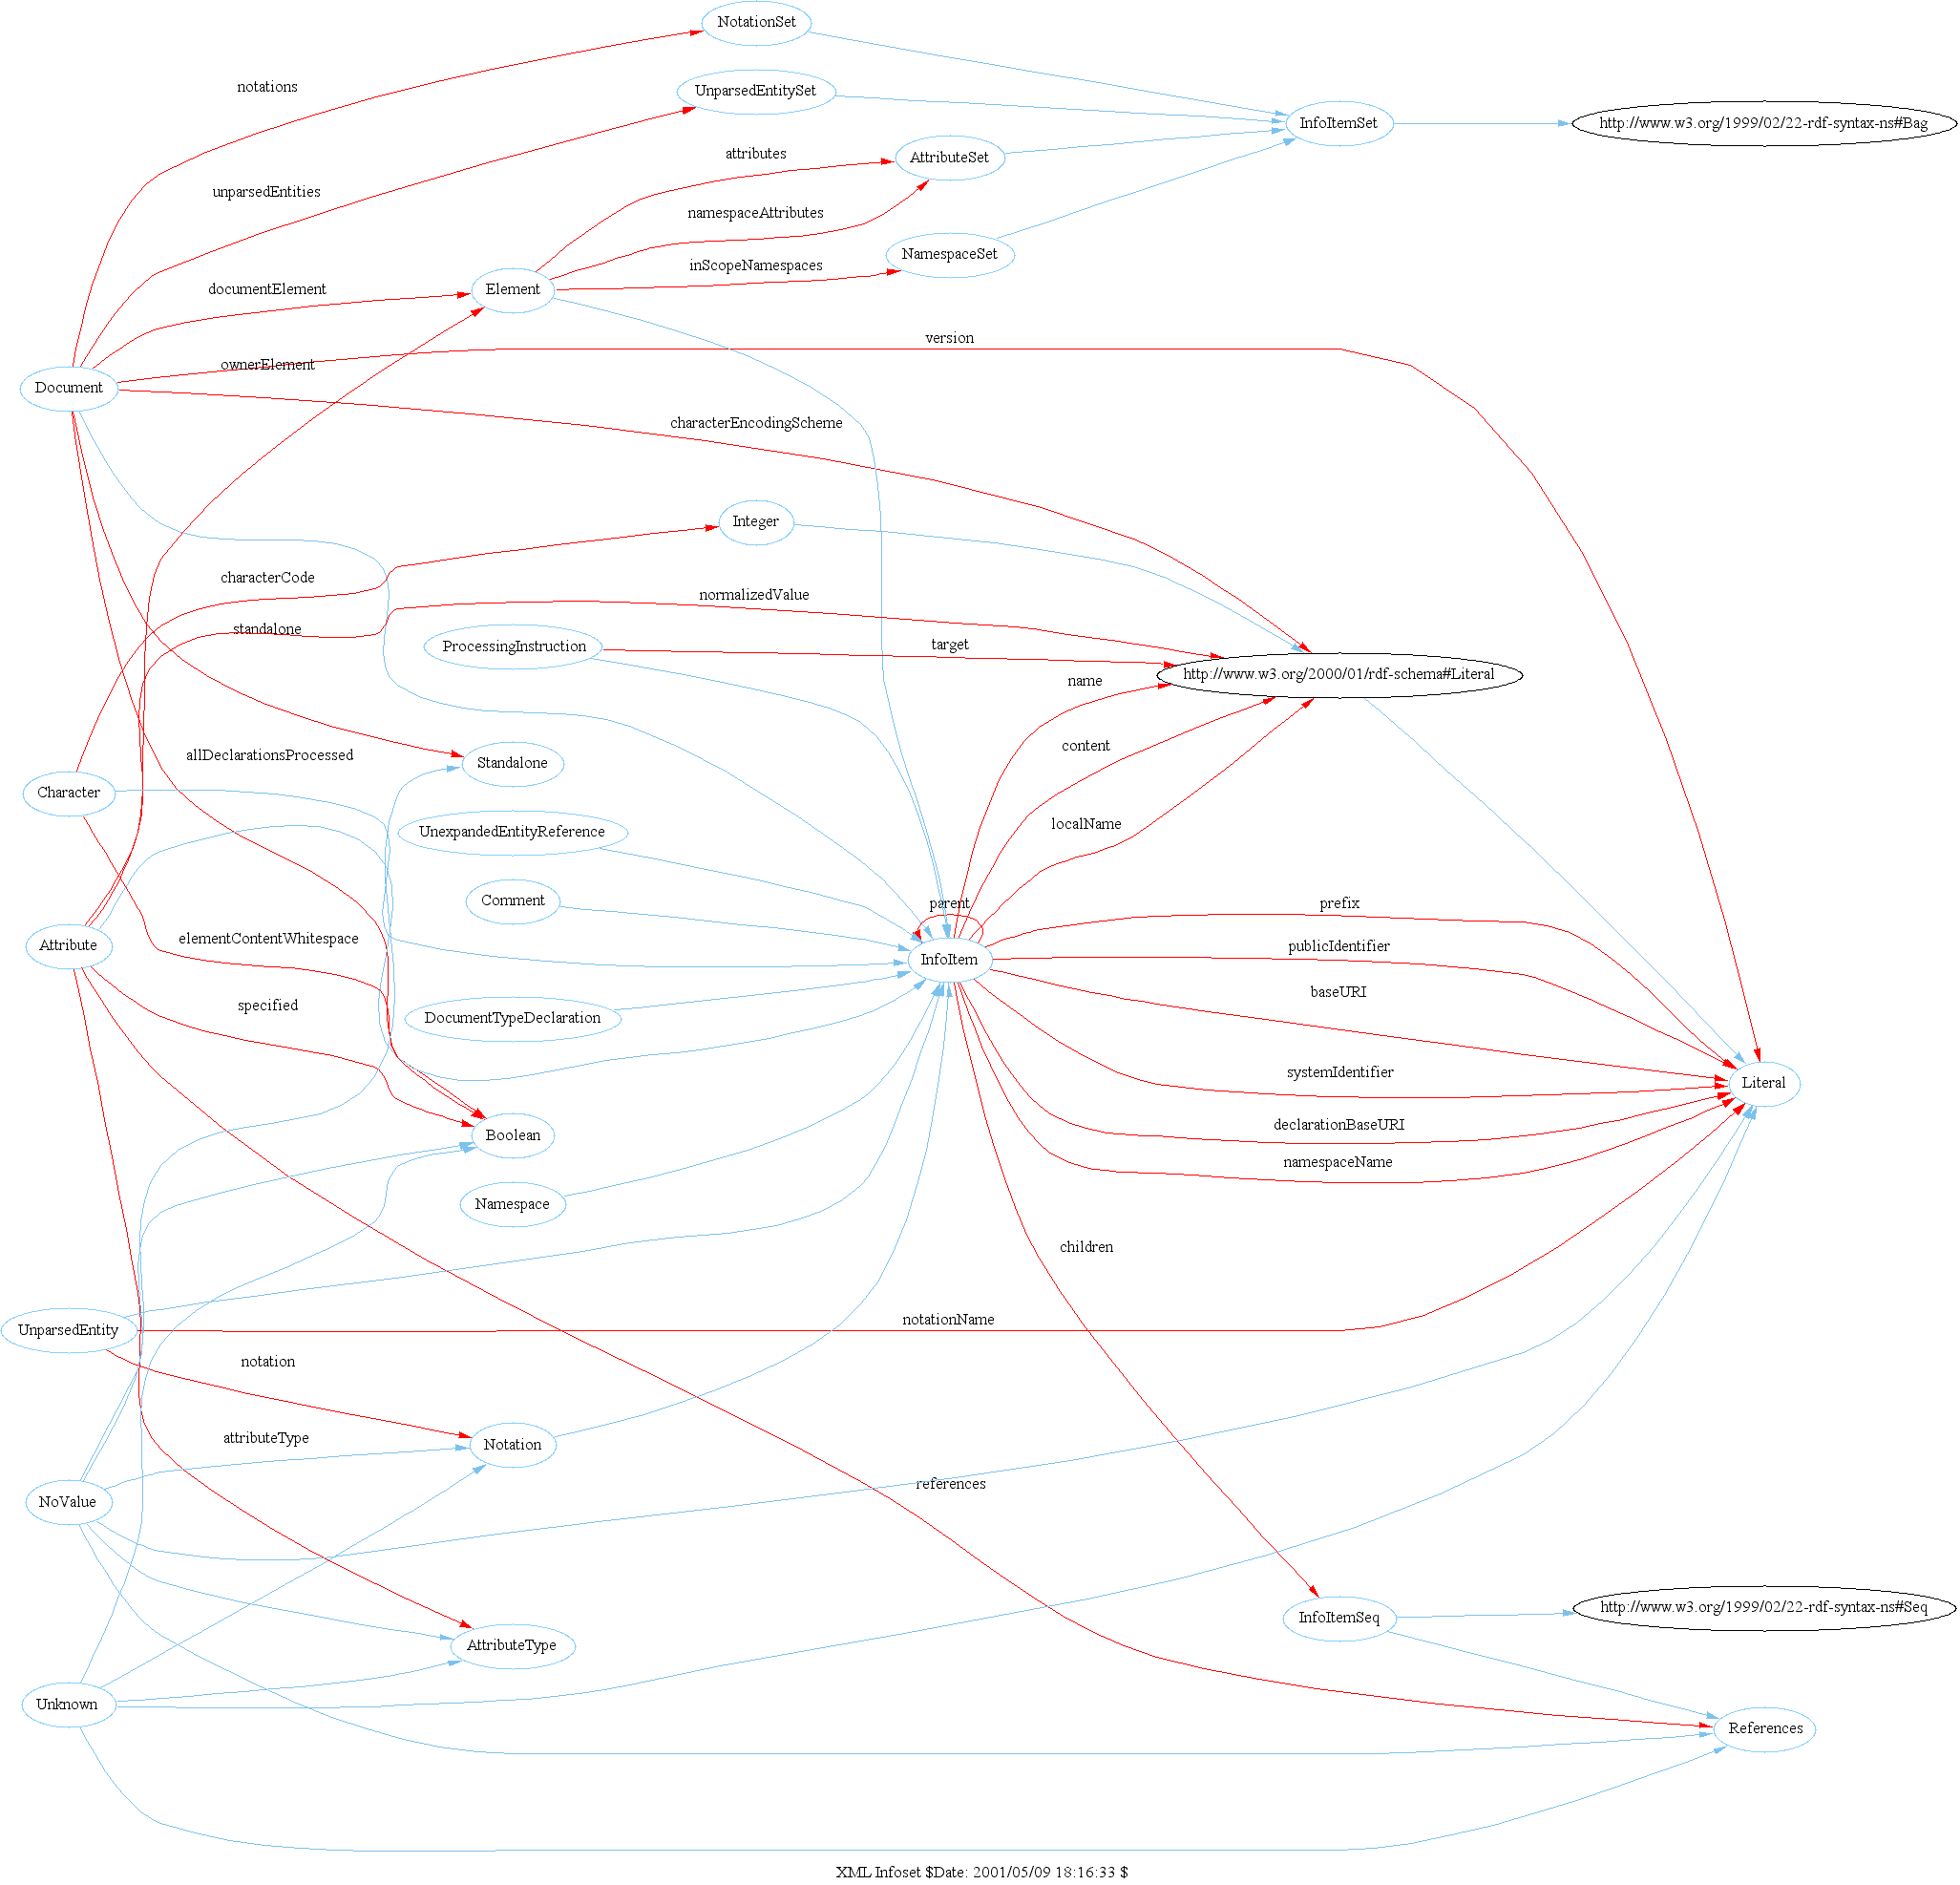 NotationSet
notations
UnparsedEntitySet
InfoItemSet
http://www.w3.org/1999/02/22-rdf-syntax-ns#Bag
attributes
AttributeSet
unparsedEntities
namespaceAttributes
NamespaceSet
inScopeNamespaces
documentElement
Element
version
ownerElement
Document
characterEncodingScheme
Integer
characterCode
normalizedValue
standalone
ProcessingInstruction
target
name
http://www.w3.org/2000/01/rdf-schema#Literal
content
allDeclarationsProcessed
Standalone
Character
localName
UnexpandedEntityReference
Comment
parent
prefix
elementContentWhitespace
Attribute
publicIdentifier
InfoItem
baseURI
specified
DocumentTypeDeclaration
systemIdentifier
Literal
declarationBaseURI
Boolean
namespaceName
Namespace
children
notationName
UnparsedEntity
notation
attributeType
Notation
references
NoValue
http://www.w3.org/1999/02/22-rdf-syntax-ns#Seq
InfoItemSeq
AttributeType
Unknown
References
XML Infoset $Date: 2001/05/09 18:16:33 $